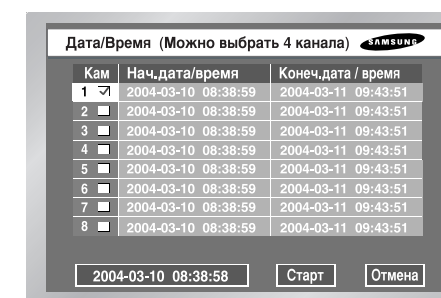 Дата/Время (Можно выбрать 4 канала) SAMSUNG
Кам Нач.дата/время Конеч.дата / время
1 2004-03-10 08:38:59 2004-03-11 09:43:51
2 2004-03-10 08:38:59 2004-03-11 09:43:51
3 2004-03-10 08:38:59 2004-03-11 09:43:51
4 2004-03-10 08:38:59 2004-03-11 09:43:51
5 2004-03-10 08:38:59 2004-03-11 09:43:51
6 2004-03-10 08:38:59 2004-03-11 09:43:51
7 2004-03-10 08:38:59 2004-03-11 09:43:51
8 2004-03-10 08:38:59 2004-03-11 09:43:51
2004-03-10 08:38:58 Старт Отмена